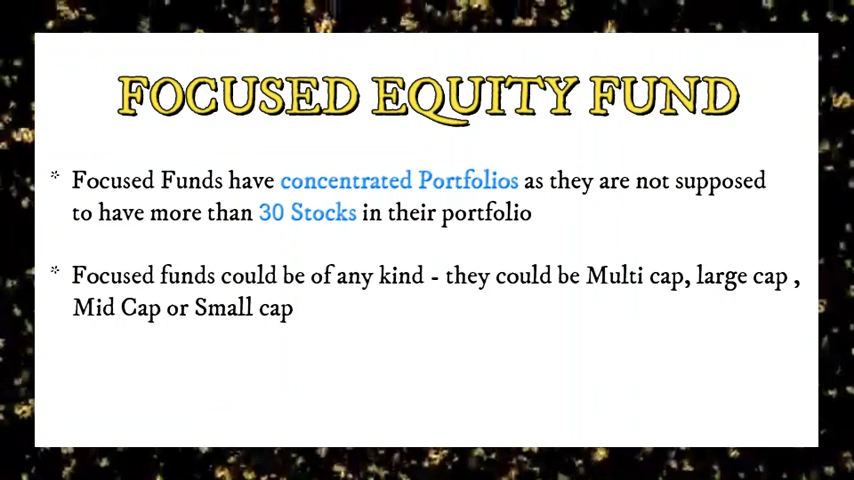 FOCUSED EQUITY FUND
* Focused Funds have concentrated Portfolios as they are not supposed
to have more than 30 Stocks in their portfolio
* Focused funds could be of any kind - they could be Multi cap, large cap ,
Mid Cap or Small cap